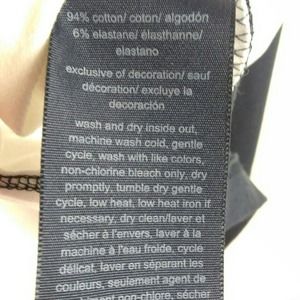 94% cotton/ coton/ algodón
6% elastane/ élasthanne/
elastano
exclusive of decoration/ sauf
décoration/ excluye la
decoración
wash and dry inside out,
machine wash cold, gentle
cycle, wash with like colors,
non-chlorine bleach only, dry
promptly, tumble dry gentle
cycle, low heat, low heat iron if
necessary, dry clean/laver et
sécher à l'envers, laver à la
machine à l'eau froide, cycle
délicat, laver en séparant les
couleurs, seulement agent de
non-chlore, sécher